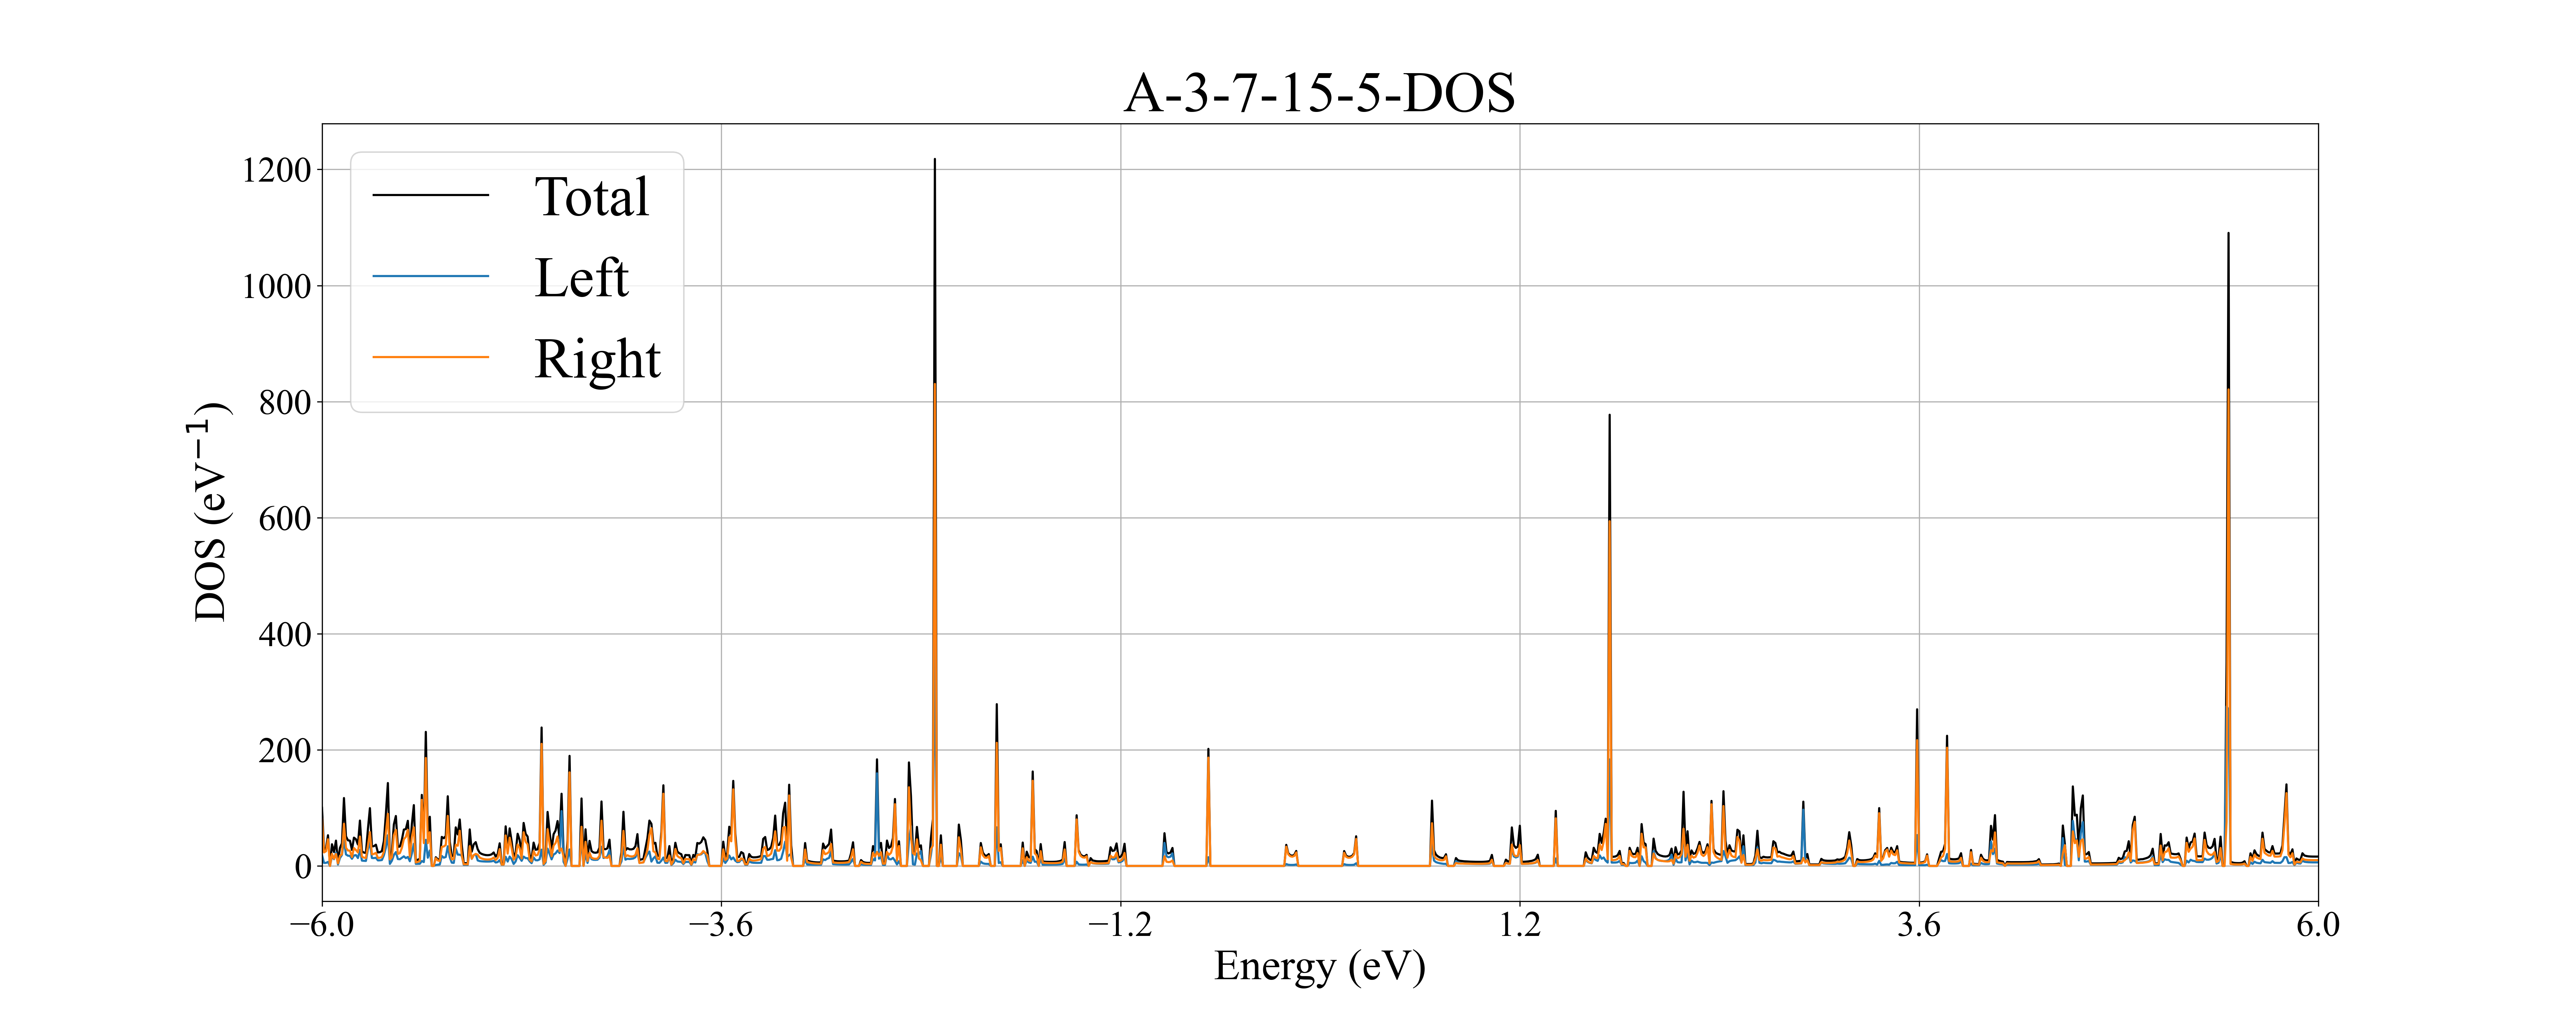 A-3-7-15-5-DOS
1200
1000
800
600
400
200
0
DOS (eV⁻¹)
Total
Left
Right
−6.0 −3.6 −1.2 1.2 3.6 6.0
Energy (eV)